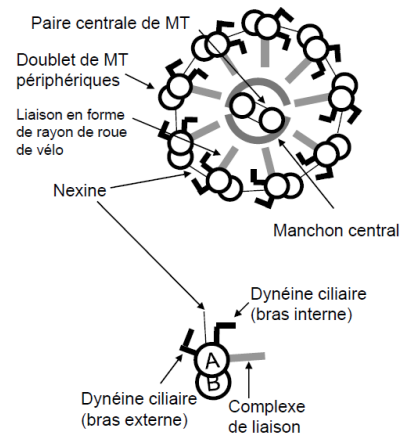 Paire centrale de MT
Doublet de MT
périphériques
Liaison en forme
de rayon de roue
de vélo
Nexine
Manchon central
Dynéine ciliaire
(bras interne)
A
B
Dynéine ciliaire
(bras externe)
Complexe
de liaison